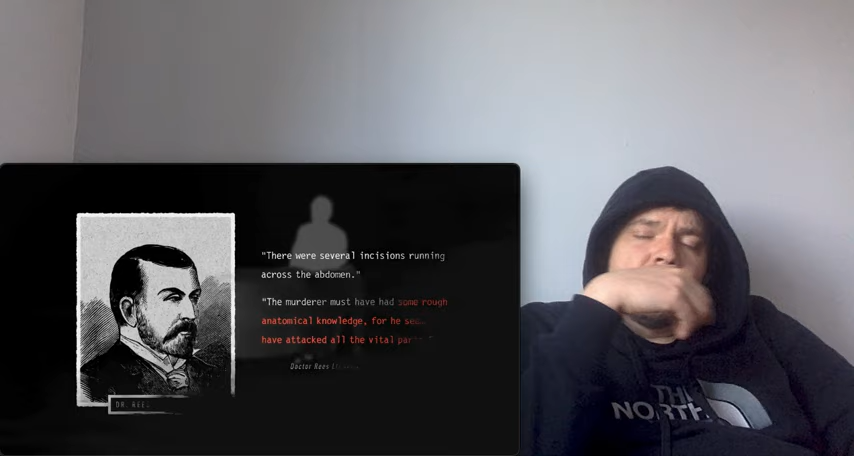 "There were several incisions running
across the abdomen."
"The murderer must have had some rough
anatomical knowledge, for he
have attacked all the vital
Doctor Rees
DR. REE
THE
NORTH